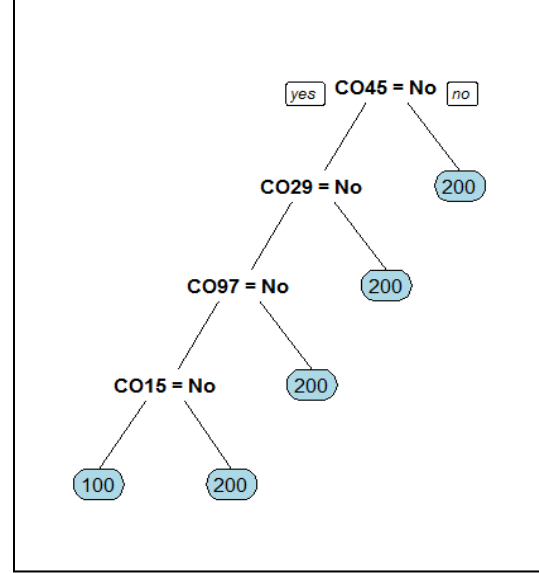 yes CO45 = No no
CO29 = No 200
CO97 = No 200
CO15 = No 200
100 200